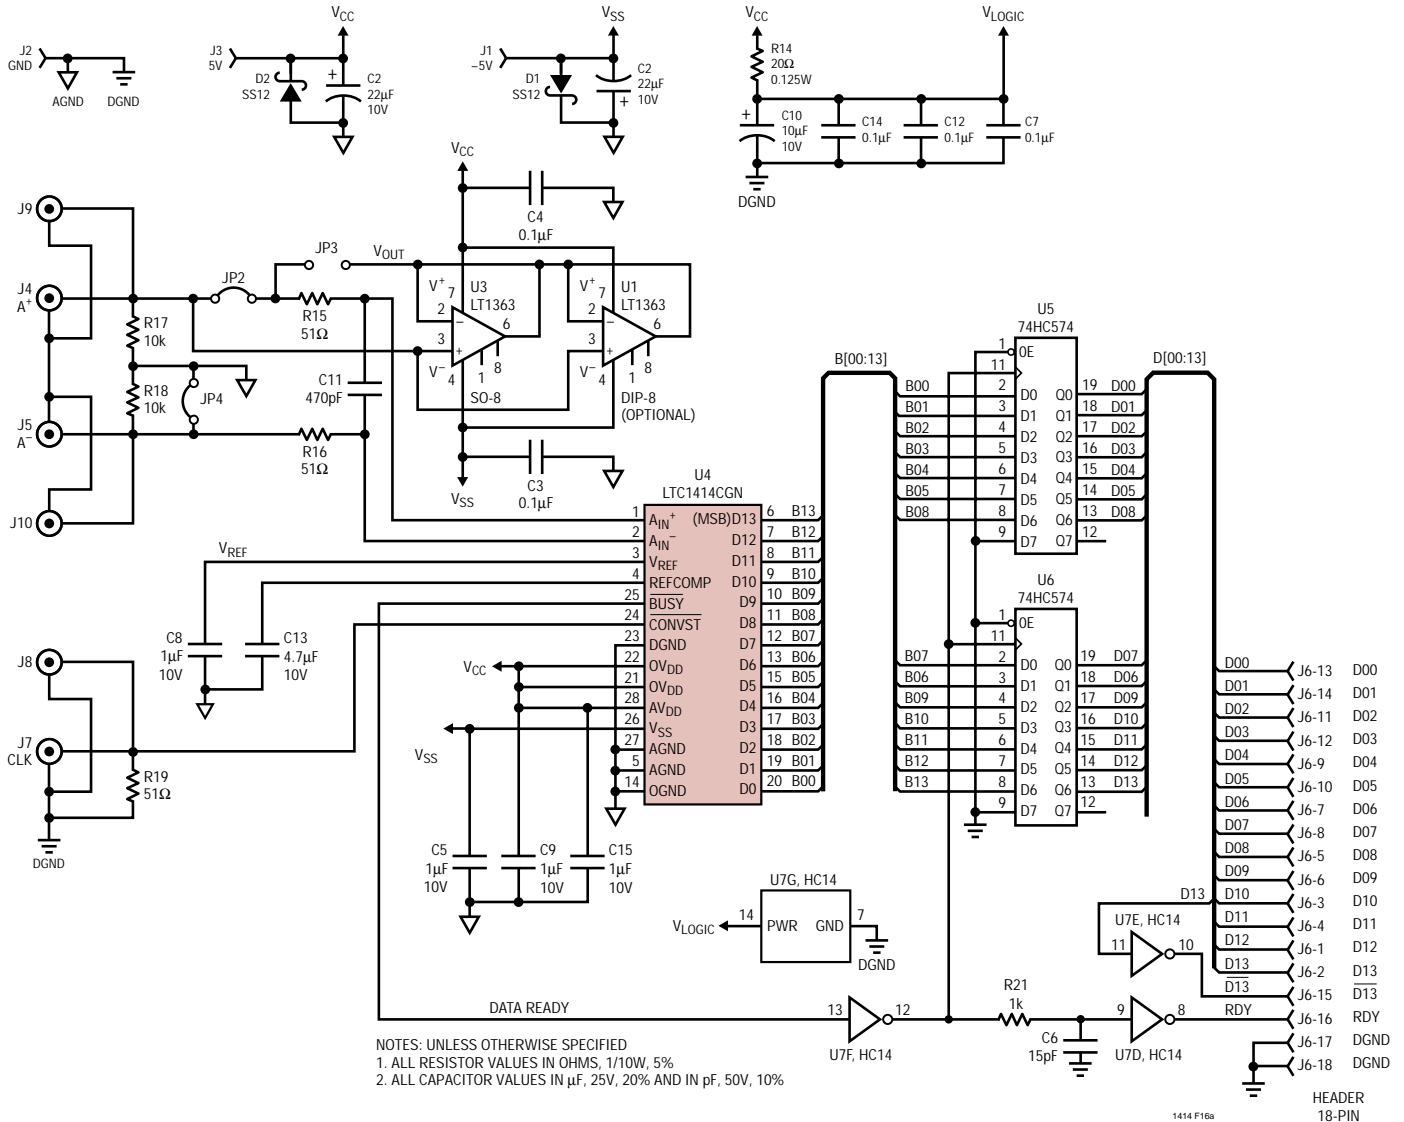 J2
GND
AGND
DGND
J3
5V
VCC
D2
SS12
+
C2
22µF
10V
J1
–5V
VSS
D1
SS12
C2
22µF
10V
+
VCC
VLOGIC
R14
20Ω
0.125W
+
C10
10µF
10V
C14
0.1µF
C12
0.1µF
C7
0.1µF
DGND
J9
J4
A+
J5
A–
J10
R17
10k
R18
10k
JP4
JP2
JP3
VOUT
R15
51Ω
R16
51Ω
C11
470pF
VCC
C4
0.1µF
V+
7
U3
LT1363
2
–
3
+
6
V–
4
1
8
SO-8
V+
7
U1
LT1363
2
–
3
+
6
V–
4
1
8
DIP-8
(OPTIONAL)
C3
0.1µF
VSS
VREF
C8
1µF
10V
C13
4.7µF
10V
J8
J7
CLK
R19
51Ω
DGND
U4
LTC1414CGN
1 AIN+ (MSB)D13 6 B13
2 AIN– D12 7 B12
3 VREF D11 8 B11
4 REFCOMP D10 9 B10
25 BUSY D9 10 B09
24 CONVST D8 11 B08
23 DGND D7 12 B07
22 OVDD D6 13 B06
21 OVDD D5 15 B05
28 AVDD D4 16 B04
26 VSS D3 17 B03
27 AGND D2 18 B02
5 AGND D1 19 B01
14 OGND D0 20 B00
VCC
VSS
C5
1µF
10V
C9
1µF
10V
C15
1µF
10V
B[00:13]
D[00:13]
U5
74HC574
1 OE
11
B00 2 D0 Q0 19 D00
B01 3 D1 Q1 18 D01
B02 4 D2 Q2 17 D02
B03 5 D3 Q3 16 D03
B04 6 D4 Q4 15 D04
B05 7 D5 Q5 14 D05
B08 8 D6 Q6 13 D08
9 D7 Q7 12
U6
74HC574
1 OE
11
B07 2 D0 Q0 19 D07
B06 3 D1 Q1 18 D06
B09 4 D2 Q2 17 D09
B10 5 D3 Q3 16 D10
B11 6 D4 Q4 15 D11
B12 7 D5 Q5 14 D12
B13 8 D6 Q6 13 D13
9 D7 Q7 12
D00 J6-13 D00
D01 J6-14 D01
D02 J6-11 D02
D03 J6-12 D03
D04 J6-9 D04
D05 J6-10 D05
D06 J6-7 D06
D07 J6-8 D07
D08 J6-5 D08
D09 J6-6 D09
D13 D10 J6-3 D10
D11 J6-4 D11
D12 J6-1 D12
D13 J6-2 D13
D13 J6-15 D13
RDY J6-16 RDY
J6-17 DGND
J6-18 DGND
HEADER
18-PIN
U7G, HC14
VLOGIC 14 PWR GND 7
DGND
U7E, HC14
11 10
DATA READY
13 12
U7F, HC14
R21
1k
C6
15pF
9 8
U7D, HC14
NOTES: UNLESS OTHERWISE SPECIFIED
1. ALL RESISTOR VALUES IN OHMS, 1/10W, 5%
2. ALL CAPACITOR VALUES IN µF, 25V, 20% AND IN pF, 50V, 10%
1414 F16a